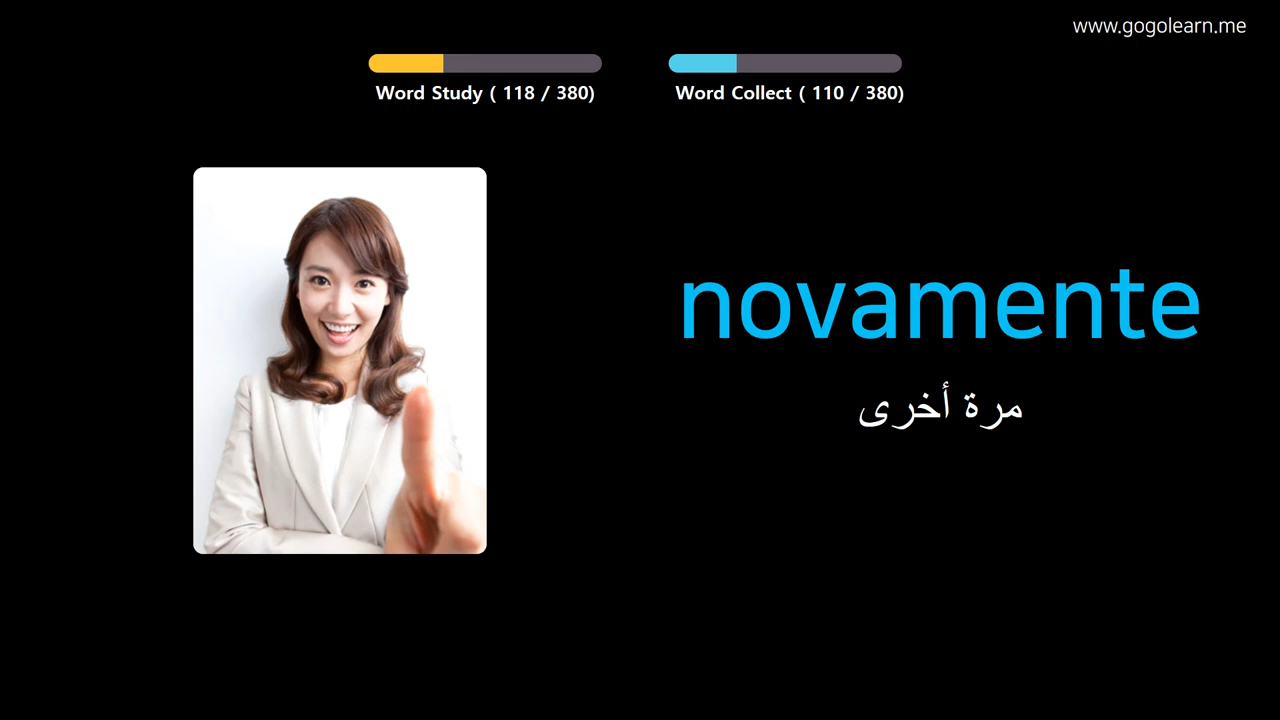 www.gogolearn.me
Word Study ( 118 / 380)
Word Collect ( 110 / 380)
novamente
مرة أخرى